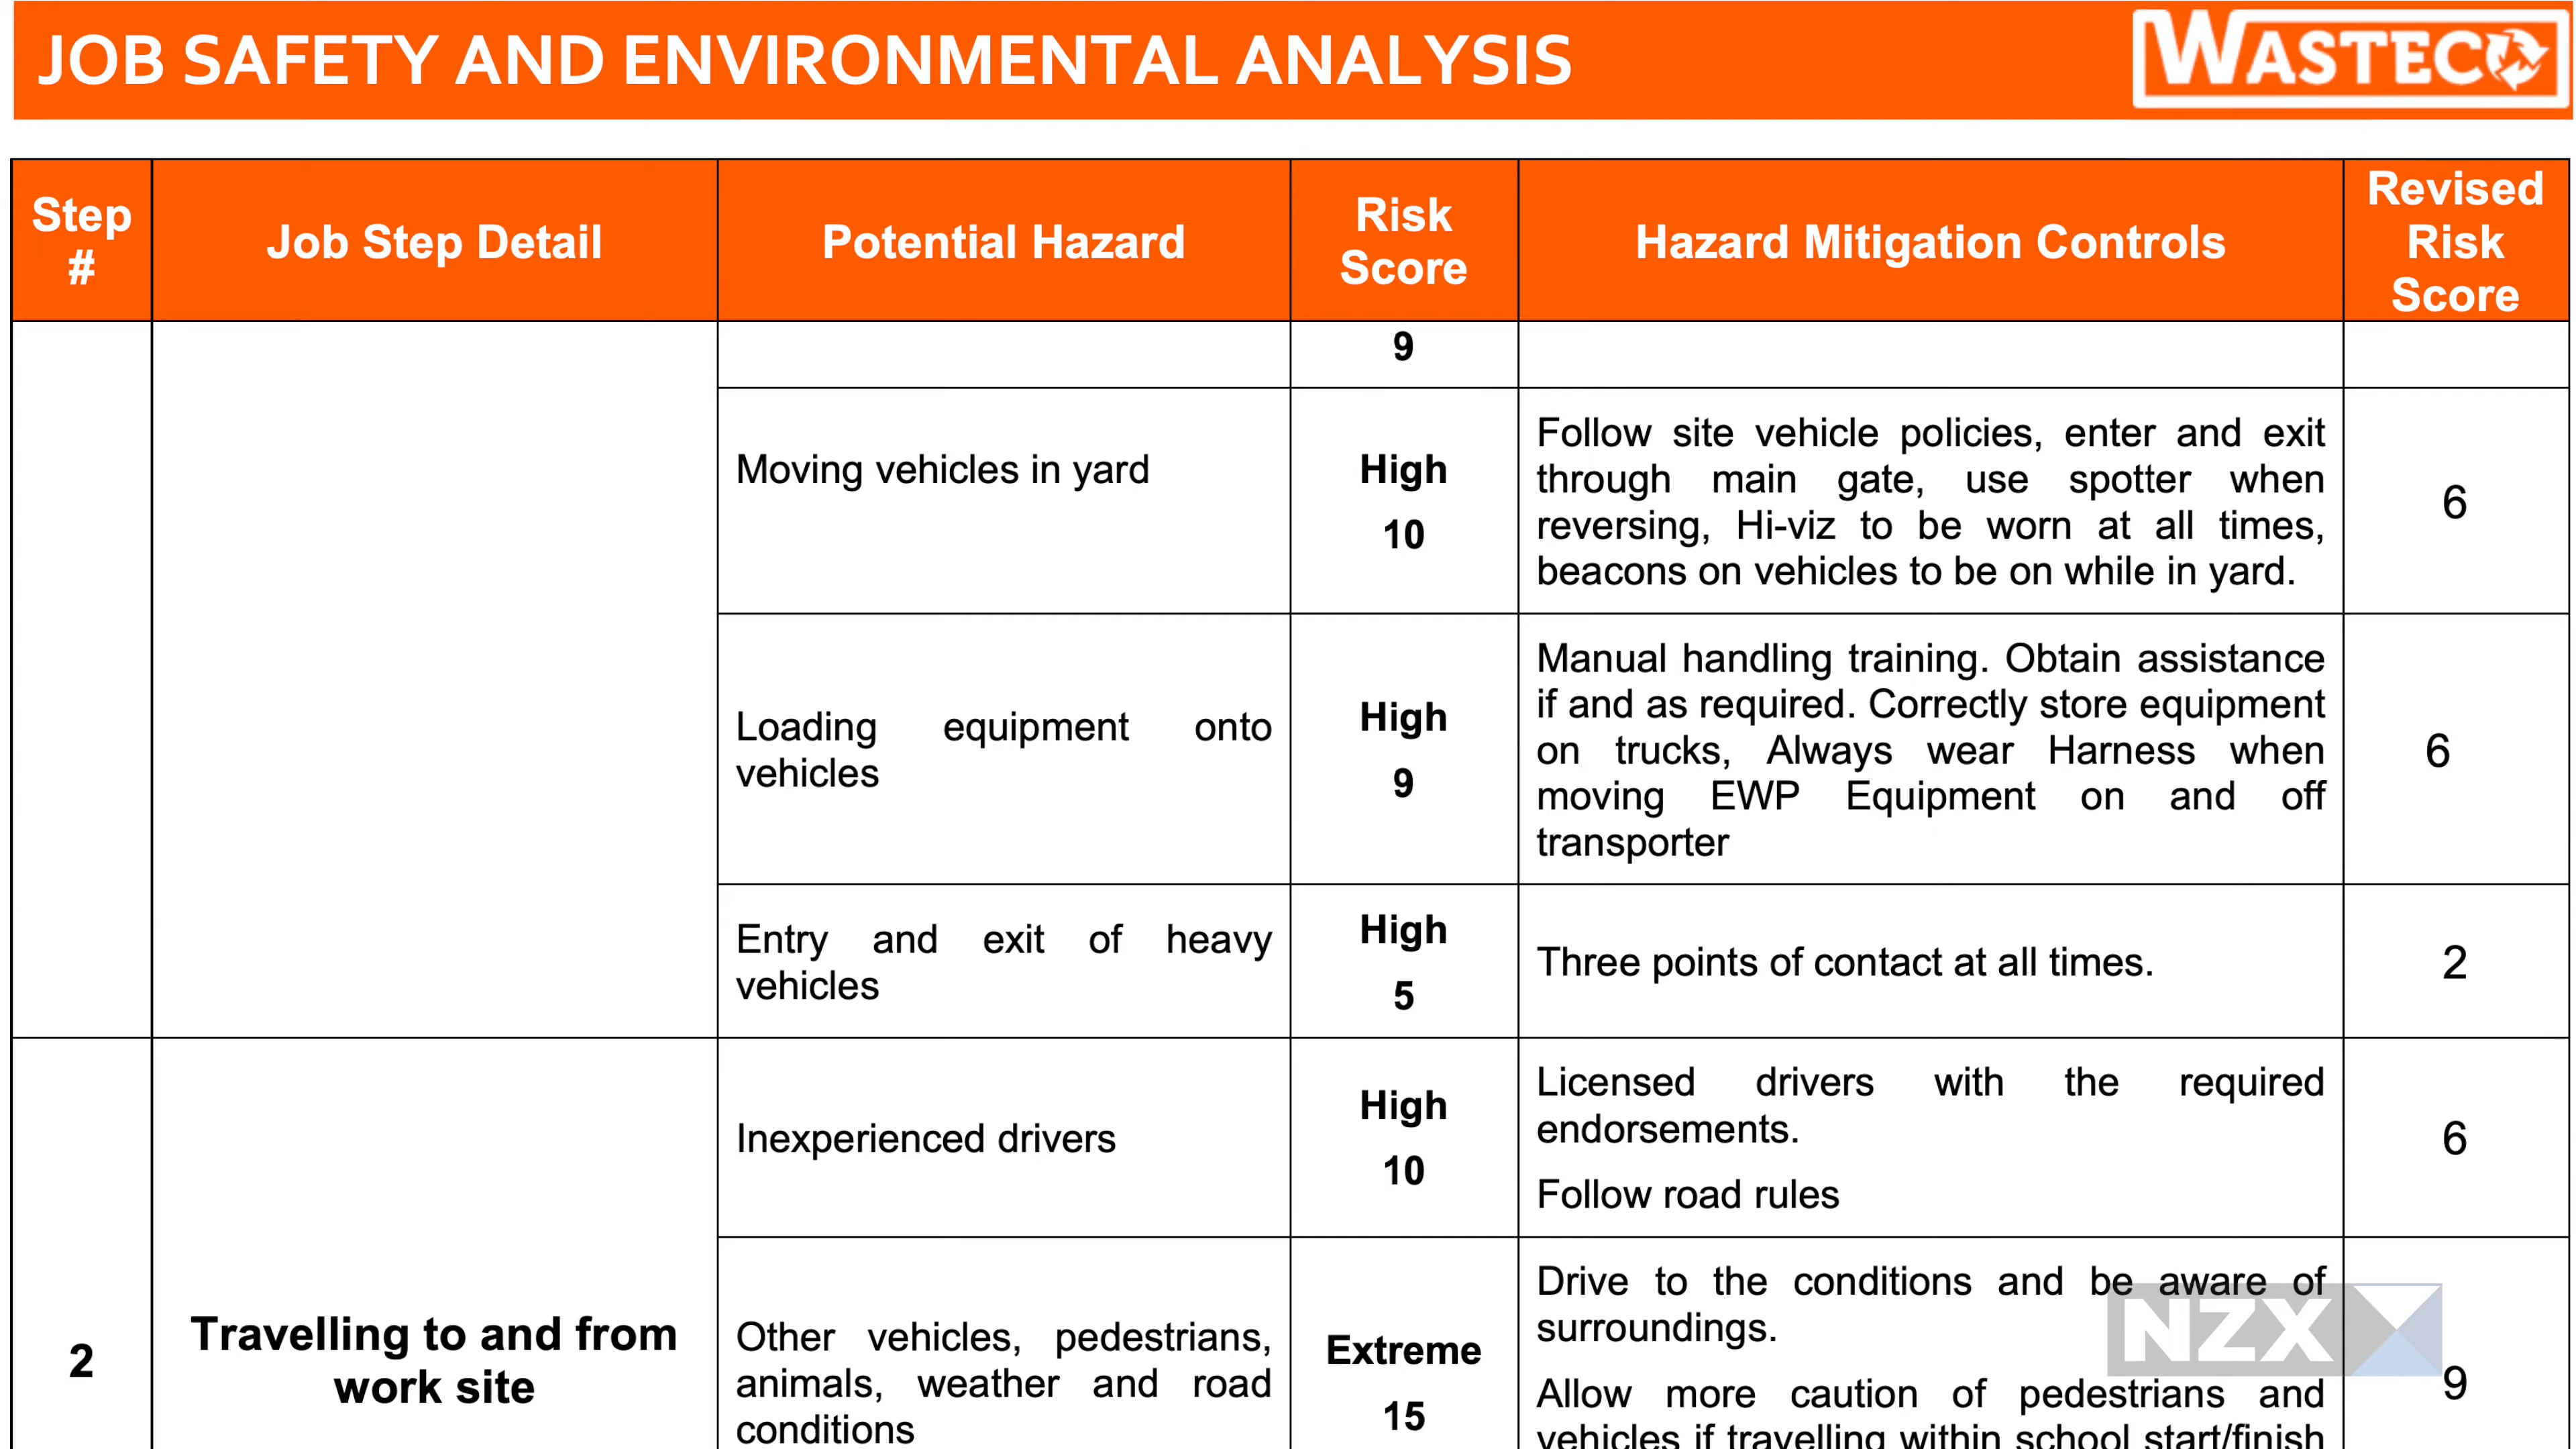 JOB SAFETY AND ENVIRONMENTAL ANALYSIS
WASTECO
Step
#
Job Step Detail
Potential Hazard
Risk
Score
Hazard Mitigation Controls
Revised
Risk
Score
9
Moving vehicles in yard
High
10
Follow site vehicle policies, enter and exit
through main gate, use spotter when
reversing, Hi-viz to be worn at all times,
beacons on vehicles to be on while in yard.
6
Loading equipment onto
vehicles
High
9
Manual handling training. Obtain assistance
if and as required. Correctly store equipment
on trucks, Always wear Harness when
moving EWP Equipment on and off
transporter
6
Entry and exit of heavy
vehicles
High
5
Three points of contact at all times.
2
2
Travelling to and from
work site
Inexperienced drivers
High
10
Licensed drivers with the required
endorsements.
Follow road rules
6
Other vehicles, pedestrians,
animals, weather and road
conditions
Extreme
15
Drive to the conditions and be aware of
surroundings.
Allow more caution of pedestrians and
vehicles if travelling within school start/finish
9
NZX